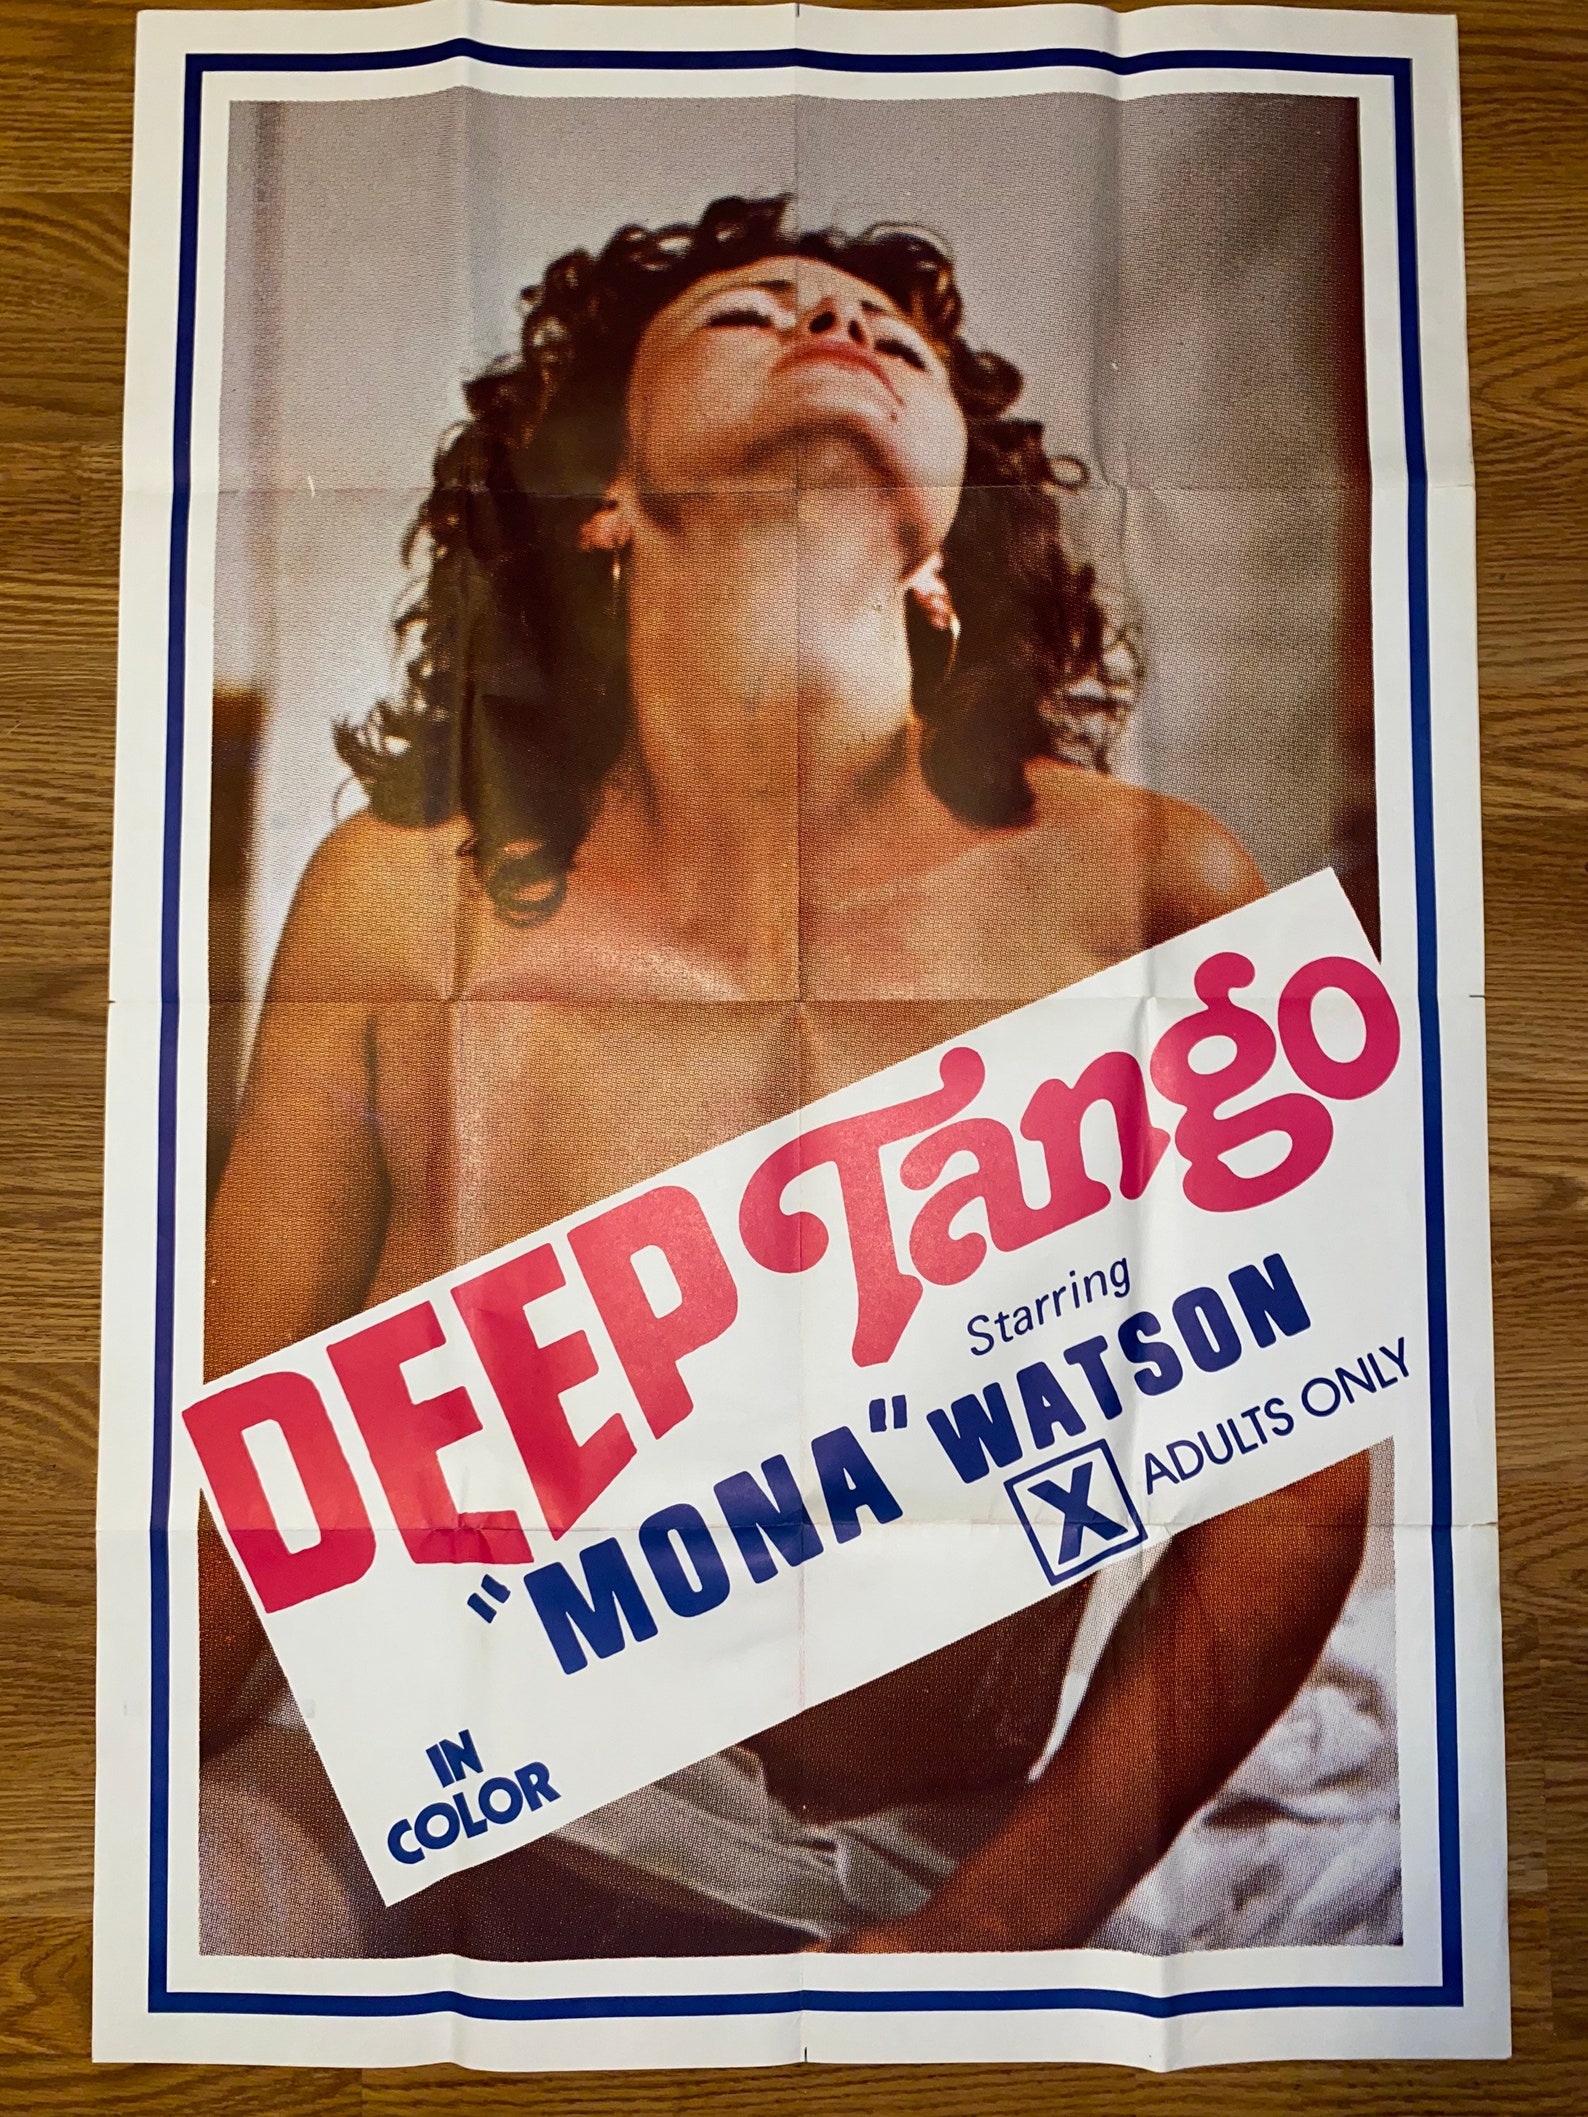 DEEP Tango
Starring
"MONA" WATSON
X ADULTS ONLY
IN
COLOR